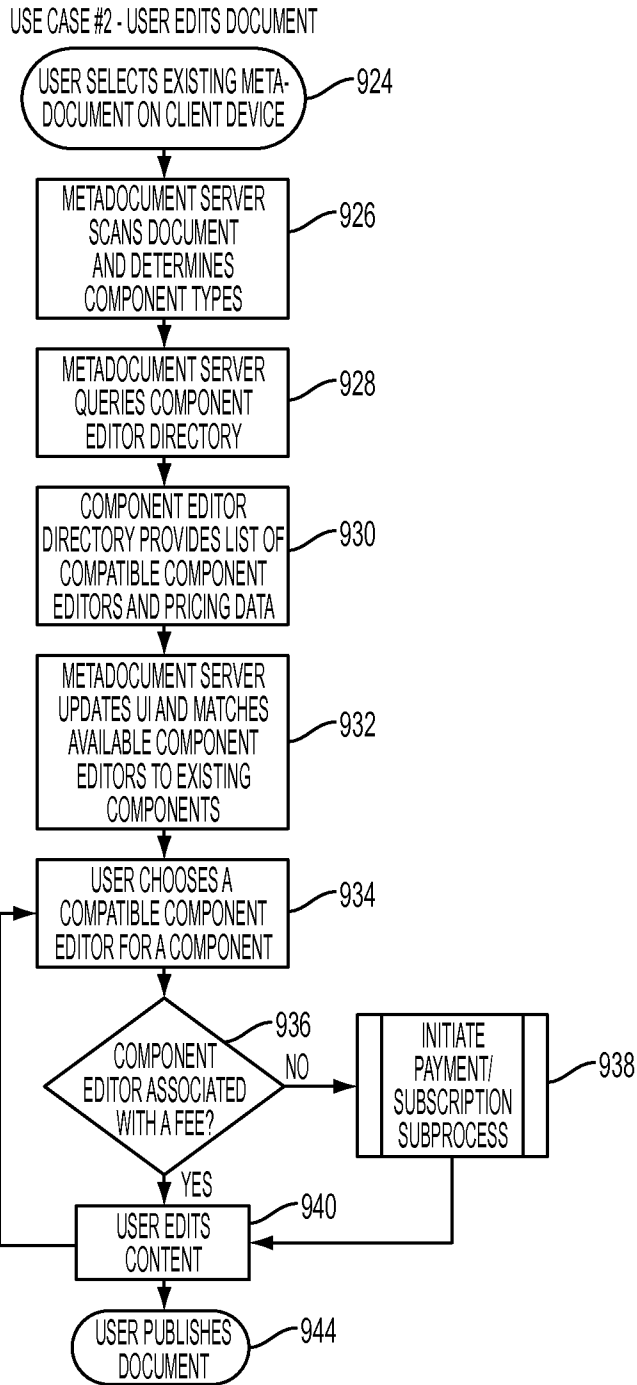 USE CASE #2 - USER EDITS DOCUMENT
USER SELECTS EXISTING META-
DOCUMENT ON CLIENT DEVICE
924
METADOCUMENT SERVER
SCANS DOCUMENT
AND DETERMINES
COMPONENT TYPES
926
METADOCUMENT SERVER
QUERIES COMPONENT
EDITOR DIRECTORY
928
COMPONENT EDITOR
DIRECTORY PROVIDES LIST OF
COMPATIBLE COMPONENT
EDITORS AND PRICING DATA
930
METADOCUMENT SERVER
UPDATES UI AND MATCHES
AVAILABLE COMPONENT
EDITORS TO EXISTING
COMPONENTS
932
USER CHOOSES A
COMPATIBLE COMPONENT
EDITOR FOR A COMPONENT
934
COMPONENT
EDITOR ASSOCIATED
WITH A FEE?
936
NO
INITIATE
PAYMENT/
SUBSCRIPTION
SUBPROCESS
938
YES
USER EDITS
CONTENT
940
USER PUBLISHES
DOCUMENT
944